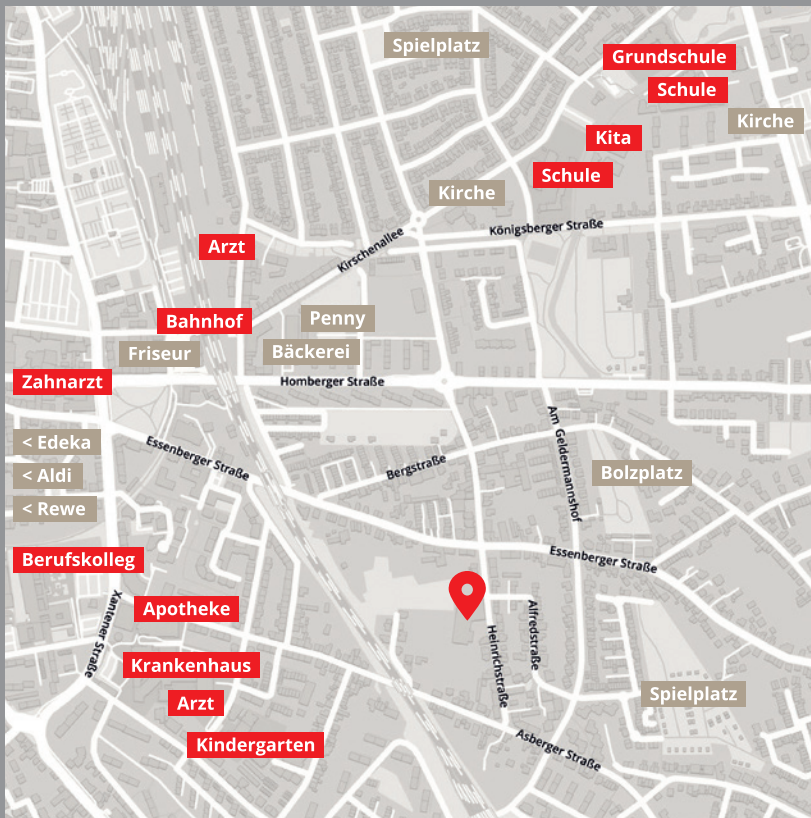 Spielplatz
Grundschule
Schule
Kirche
Kita
Schule
Kirche
Königsberger Straße
Kirschenallee
Arzt
Bahnhof
Penny
Friseur
Bäckerei
Zahnarzt
Homberger Straße
< Edeka
Essenberger Straße
Am Geldermannshof
Bergstraße
Bolzplatz
< Aldi
< Rewe
Berufskolleg
Essenberger Straße
Apotheke
Xantener Straße
Alfredstraße
Heinrichstraße
Krankenhaus
Arzt
Spielplatz
Kindergarten
Asberger Straße